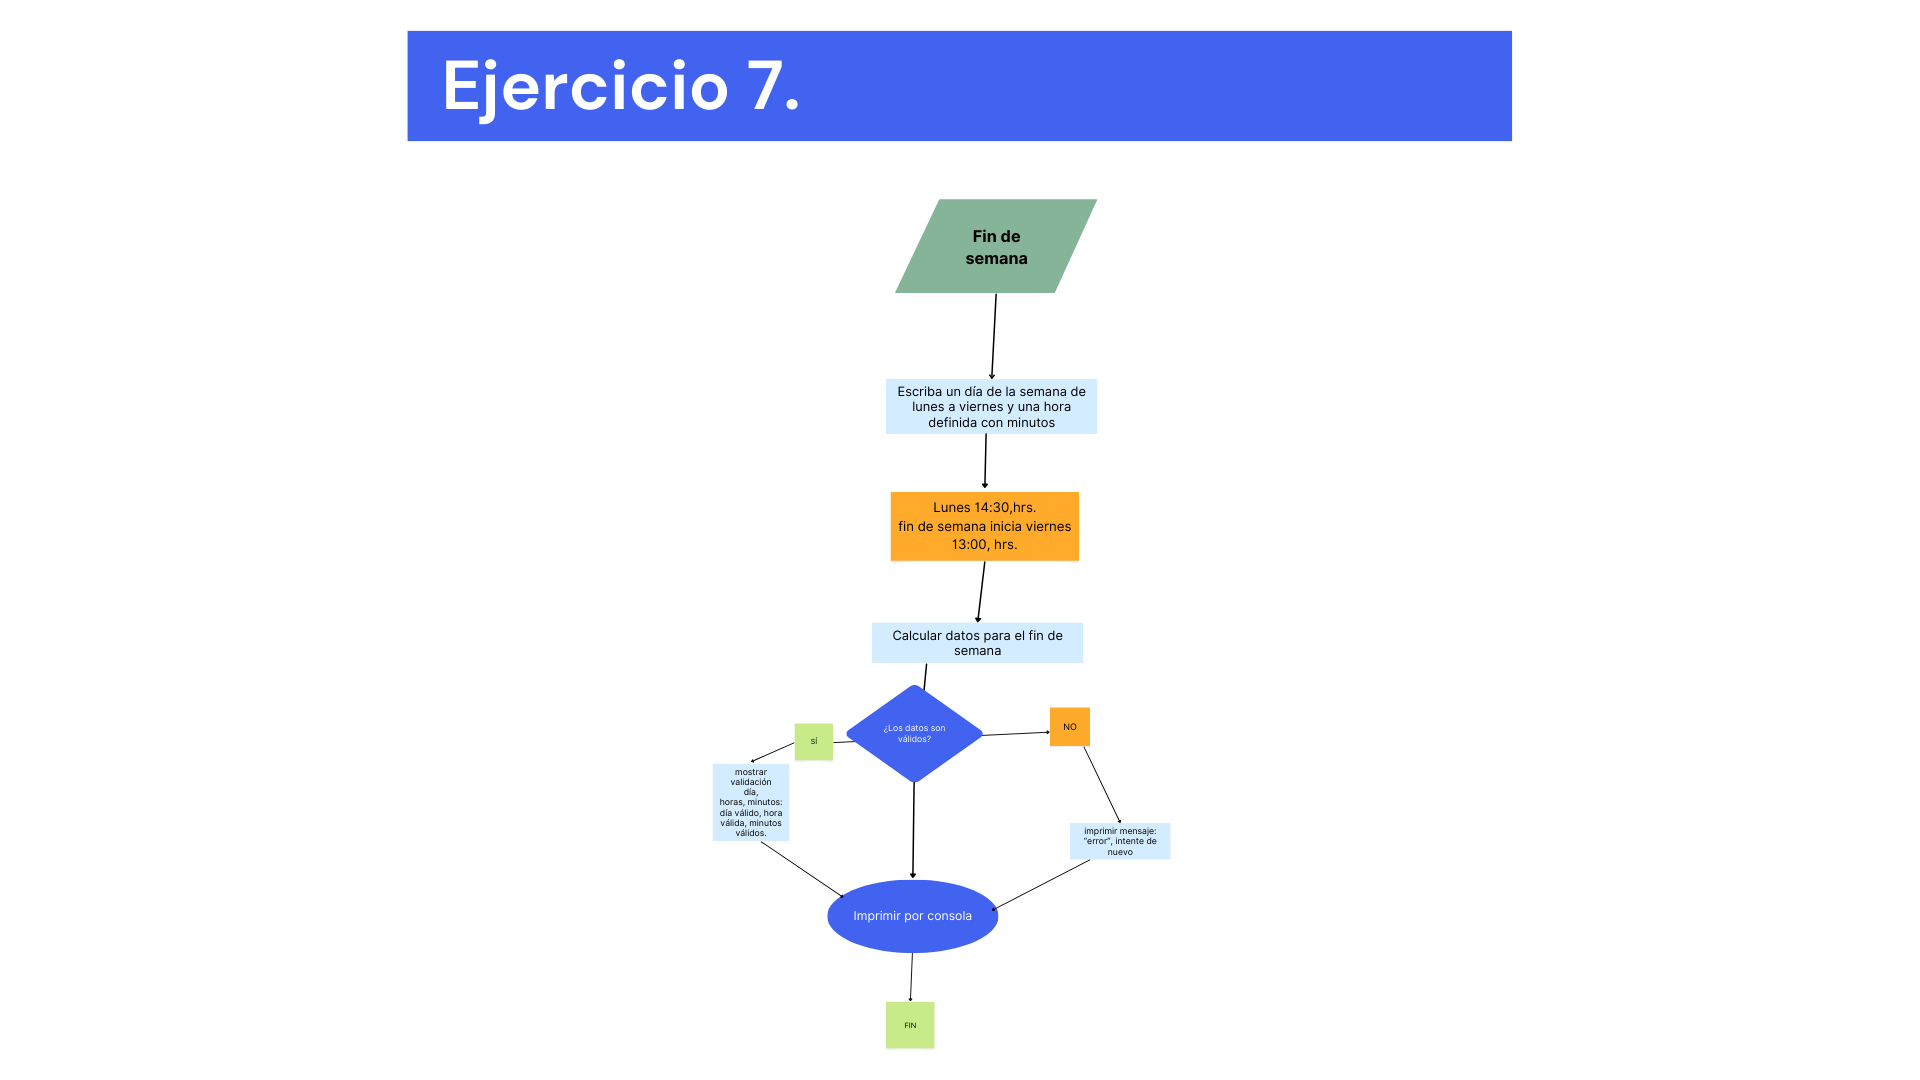 Ejercicio 7.
Fin de
semana
Escriba un día de la semana de
lunes a viernes y una hora
definida con minutos
Lunes 14:30,hrs.
fin de semana inicia viernes
13:00, hrs.
Calcular datos para el fin de
semana
¿Los datos son
válidos?
SÍ
NO
mostrar
validación
día,
horas, minutos:
día válido, hora
válida, minutos
válidos.
imprimir mensaje:
"error", intente de
nuevo
Imprimir por consola
FIN